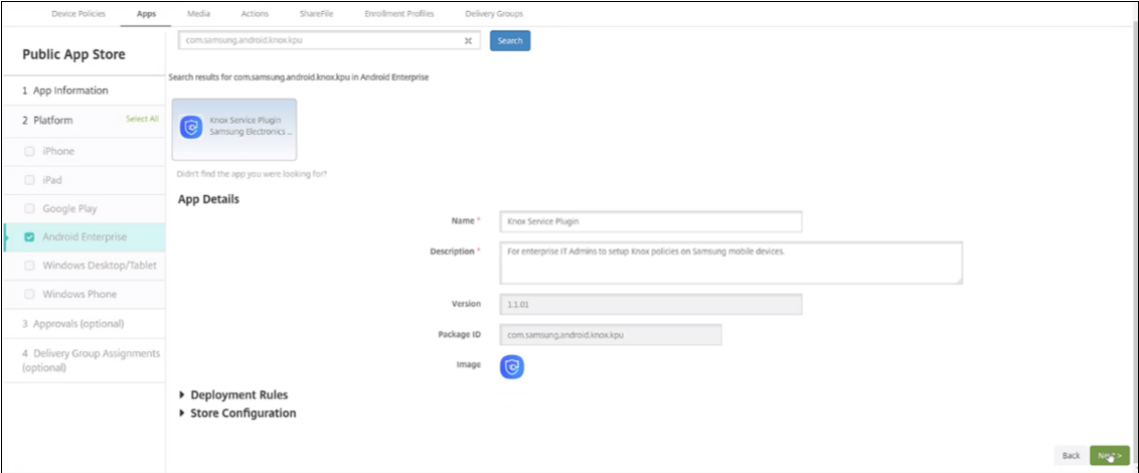 Device Policies Apps Media Actions ShareFile Enrollment Profiles Delivery Groups
Public App Store
1 App Information
2 Platform Select All
iPhone
iPad
Google Play
Android Enterprise
Windows Desktop/Tablet
Windows Phone
3 Approvals (optional)
4 Delivery Group Assignments
(optional)
com.samsung.android.knox.kpu Search
Search results for com.samsung.android.knox.kpu in Android Enterprise
Knox Service Plugin
Samsung Electronics ...
Didn't find the app you were looking for?
App Details
Name * Knox Service Plugin
Description * For enterprise IT Admins to setup Knox policies on Samsung mobile devices.
Version 1.1.01
Package ID com.samsung.android.knox.kpu
Image
Deployment Rules
Store Configuration
Back Next >